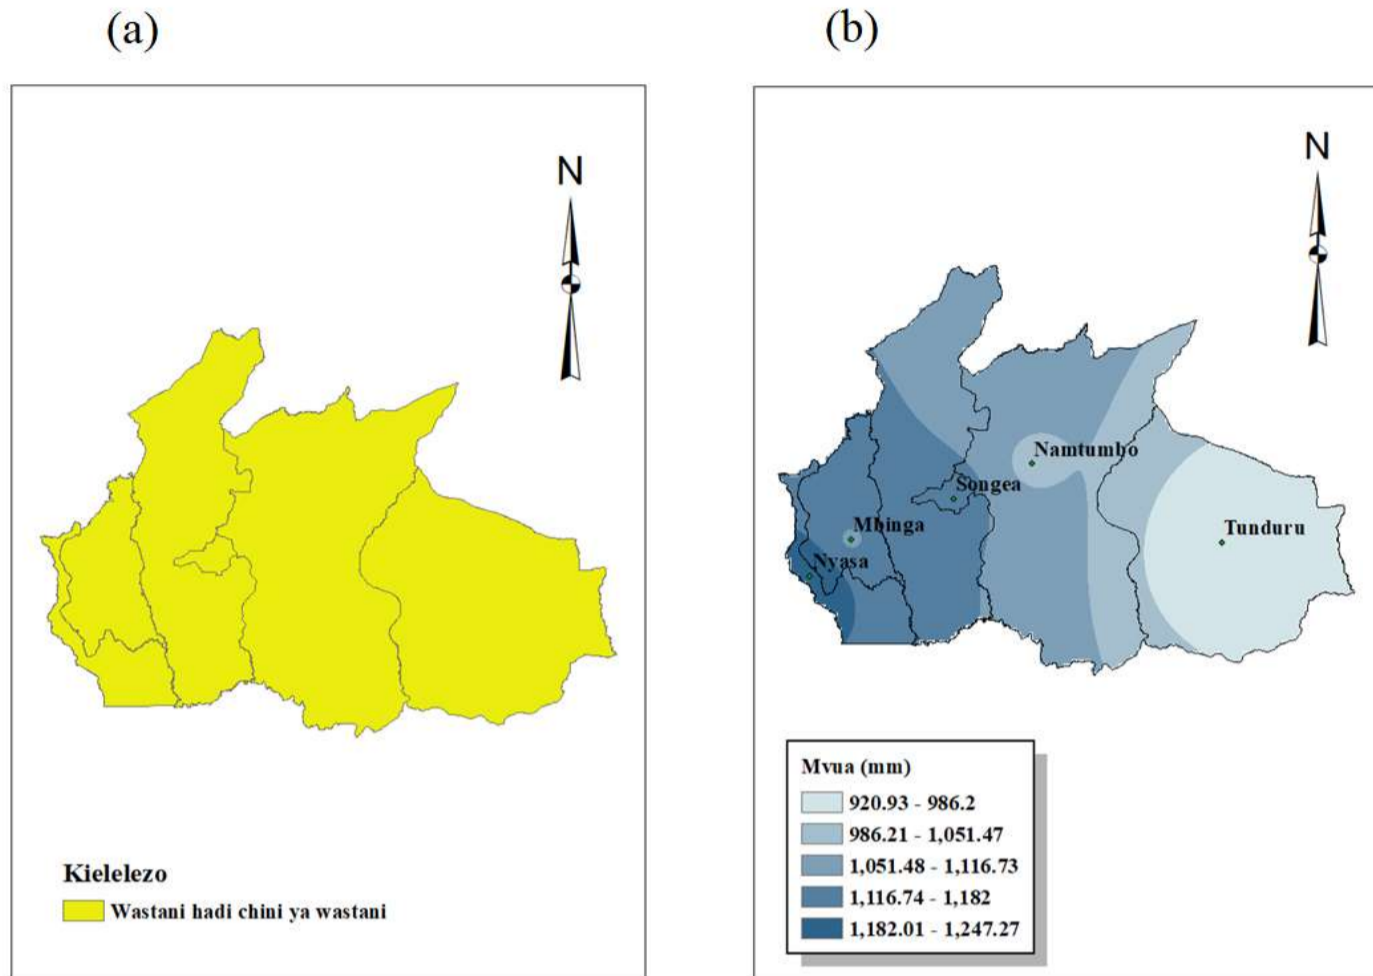 (a)
(b)
N
N
Namtumbo
Songea
Mbinga
Tunduru
Nyasa
Kielelezo
Wastani hadi chini ya wastani
Mvua (mm)
920.93 - 986.2
986.21 - 1,051.47
1,051.48 - 1,116.73
1,116.74 - 1,182
1,182.01 - 1,247.27